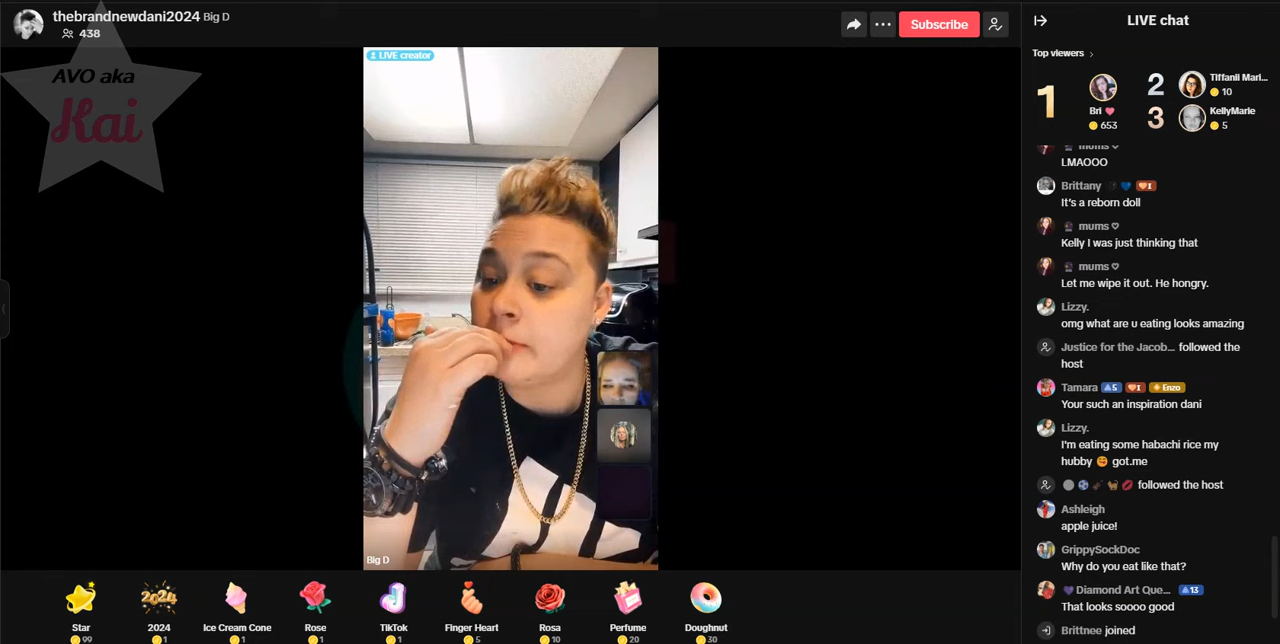 thebrandnewdani2024 Big D
438
Subscribe
AVO aka
Kai
LIVE creator
Big D
LIVE chat
Top viewers
1
Bri
653
2
Tiffanii Mari...
10
3
KellyMarie
5
mums
LMAOOO
Brittany 1
It's a reborn doll
mums
Kelly I was just thinking that
mums
Let me wipe it out. He hongry.
Lizzy.
omg what are u eating looks amazing
Justice for the Jacob... followed the
host
Tamara 5 1 Enzo
Your such an inspiration dani
Lizzy.
I'm eating some habachi rice my
hubby got.me
followed the host
Ashleigh
apple juice!
GrippySockDoc
Why do you eat like that?
Diamond Art Que... 13
That looks soooo good
Brittnee joined
Star
99
2024
2024
1
Ice Cream Cone
1
Rose
1
TikTok
1
Finger Heart
5
Rosa
10
Perfume
20
Doughnut
30